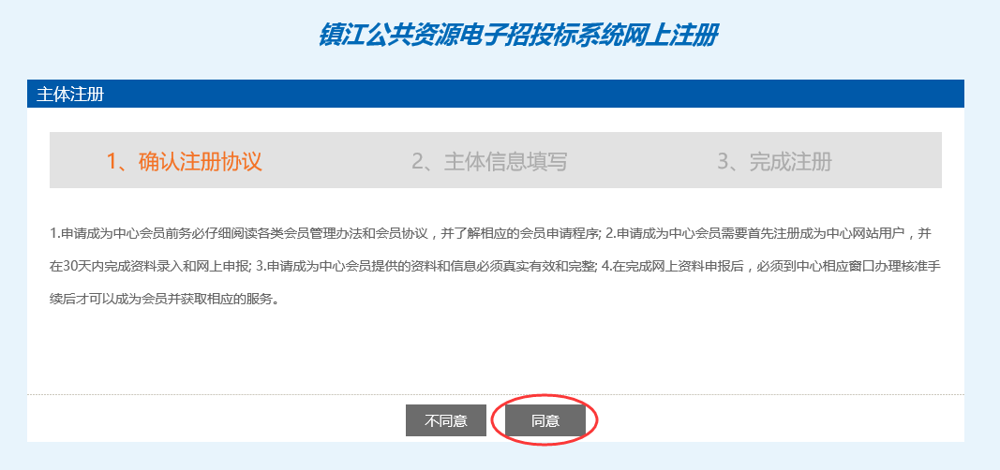 镇江公共资源电子招投标系统网上注册
主体注册
1、确认注册协议 2、主体信息填写 3、完成注册
1.申请成为中心会员前务必仔细阅读各类会员管理办法和会员协议，并了解相应的会员申请程序; 2.申请成为中心会员需要首先注册成为中心网站用户，并
在30天内完成资料录入和网上申报; 3.申请成为中心会员提供的资料和信息必须真实有效和完整; 4.在完成网上资料申报后，必须到中心相应窗口办理核准手
续后才可以成为会员并获取相应的服务。
不同意 同意